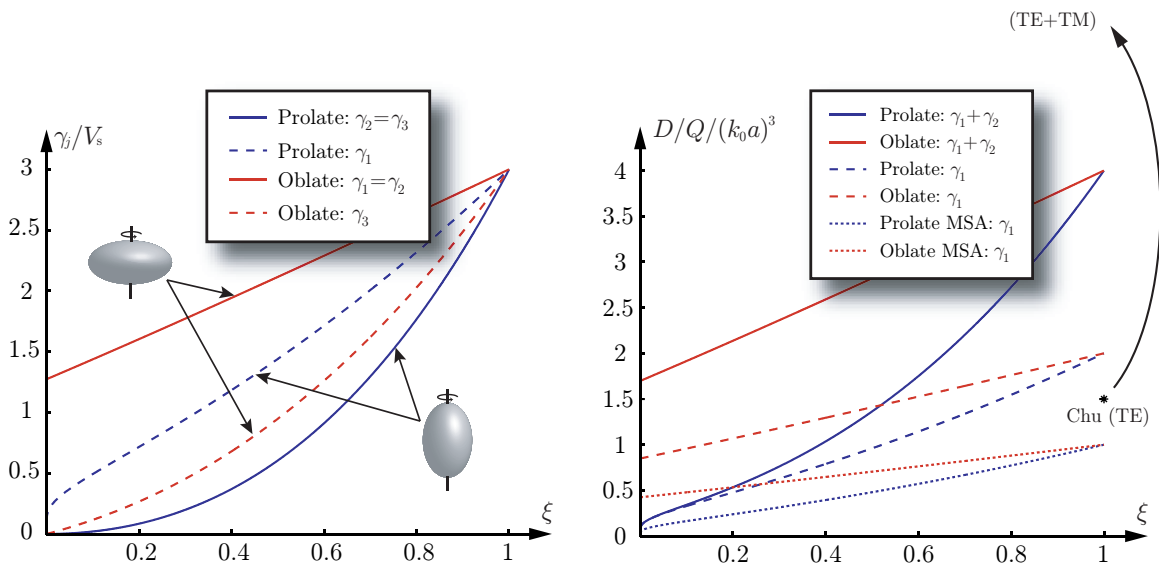 γj/Vs
Prolate: γ2=γ3
Prolate: γ1
Oblate: γ1=γ2
Oblate: γ3
3
2.5
2
1.5
1
0.5
0
0.2
0.4
0.6
0.8
1
ξ
(TE+TM)
D/Q/(k0a)^3
Prolate: γ1+γ2
Oblate: γ1+γ2
Prolate: γ1
Oblate: γ1
Prolate MSA: γ1
Oblate MSA: γ1
4
3.5
3
2.5
2
1.5
1
0.5
0
Chu (TE)
0.2
0.4
0.6
0.8
1
ξ